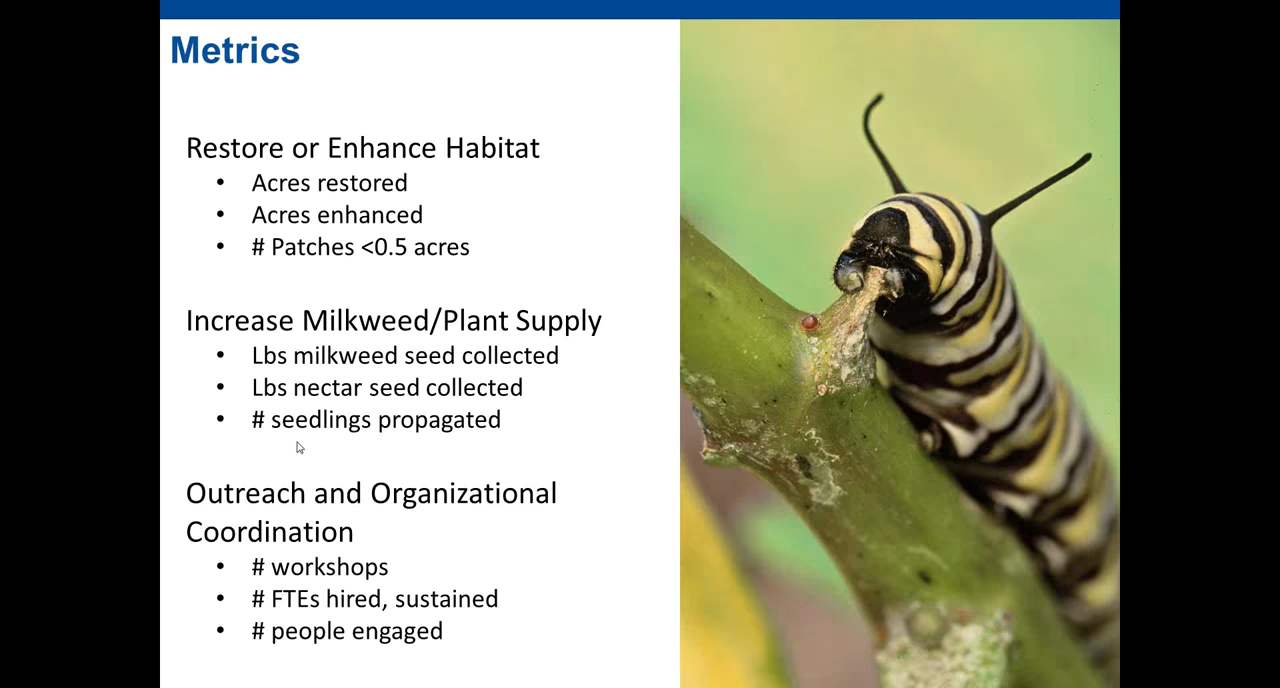 Metrics
Restore or Enhance Habitat
• Acres restored
• Acres enhanced
• # Patches <0.5 acres
Increase Milkweed/Plant Supply
• Lbs milkweed seed collected
• Lbs nectar seed collected
• # seedlings propagated
Outreach and Organizational
Coordination
• # workshops
• # FTEs hired, sustained
• # people engaged